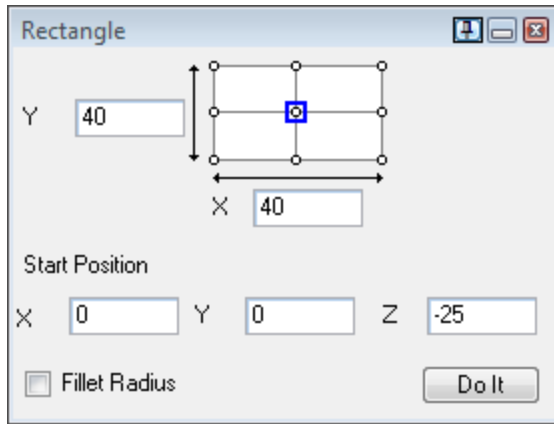 Rectangle
Y 40
X 40
Start Position
X 0 Y 0 Z -25
Fillet Radius Do It